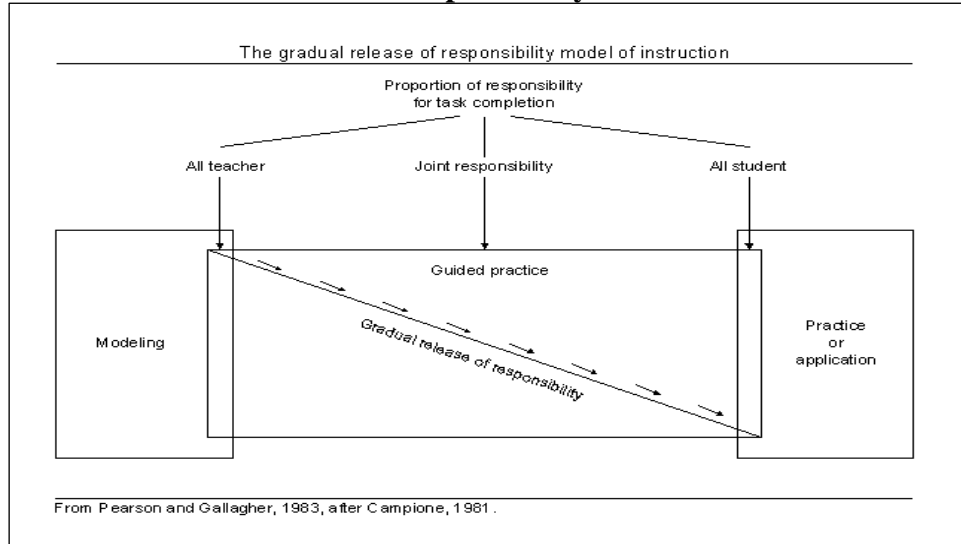 The gradual release of responsibility model of instruction
Proportion of responsibility
for task completion
All teacher
Joint responsibility
All student
Guided practice
Gradual release of responsibility
Modeling
Practice
or
application
From Pearson and Gallagher, 1983, after Campione, 1981.